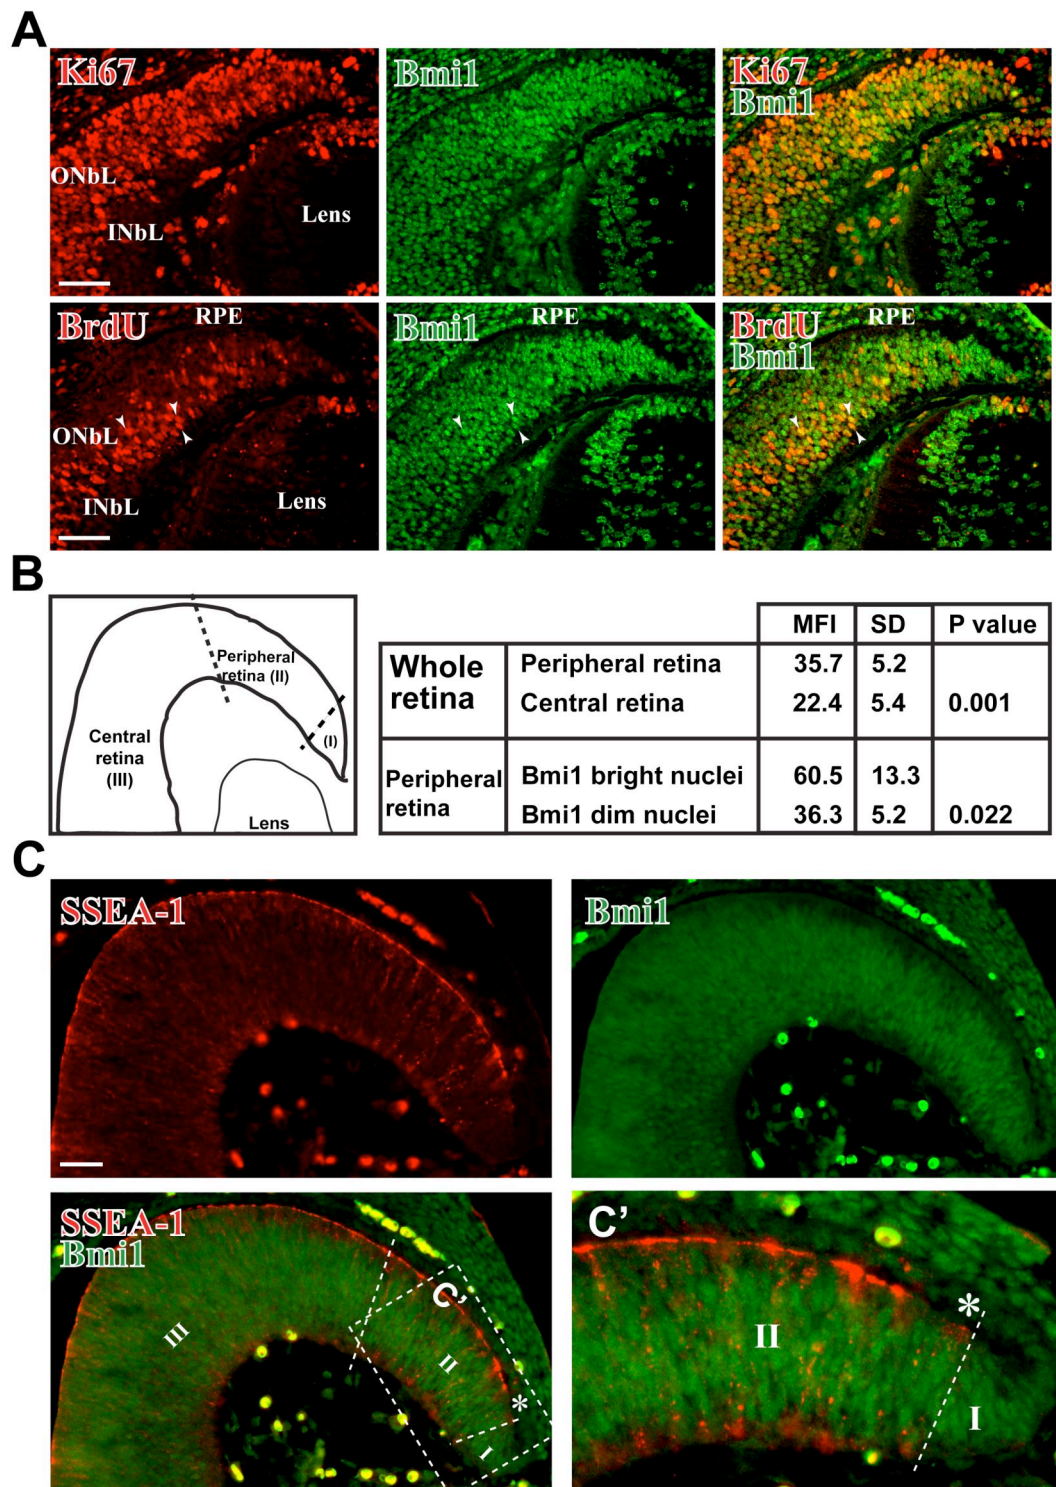 A
Ki67
ONbL
INbL
Lens
Bmi1
Ki67
Bmi1
BrdU
RPE
ONbL
INbL
Lens
Bmi1
RPE
BrdU
Bmi1
RPE
B
Peripheral
retina (II)
(I)
Central
retina
(III)
Lens
MFI SD P value
Whole
retina
Peripheral retina 35.7 5.2
Central retina 22.4 5.4 0.001
Peripheral
retina
Bmi1 bright nuclei 60.5 13.3
Bmi1 dim nuclei 36.3 5.2 0.022
C
SSEA-1
Bmi1
SSEA-1
Bmi1
C'
III
II
*
I
C'
II
*
I